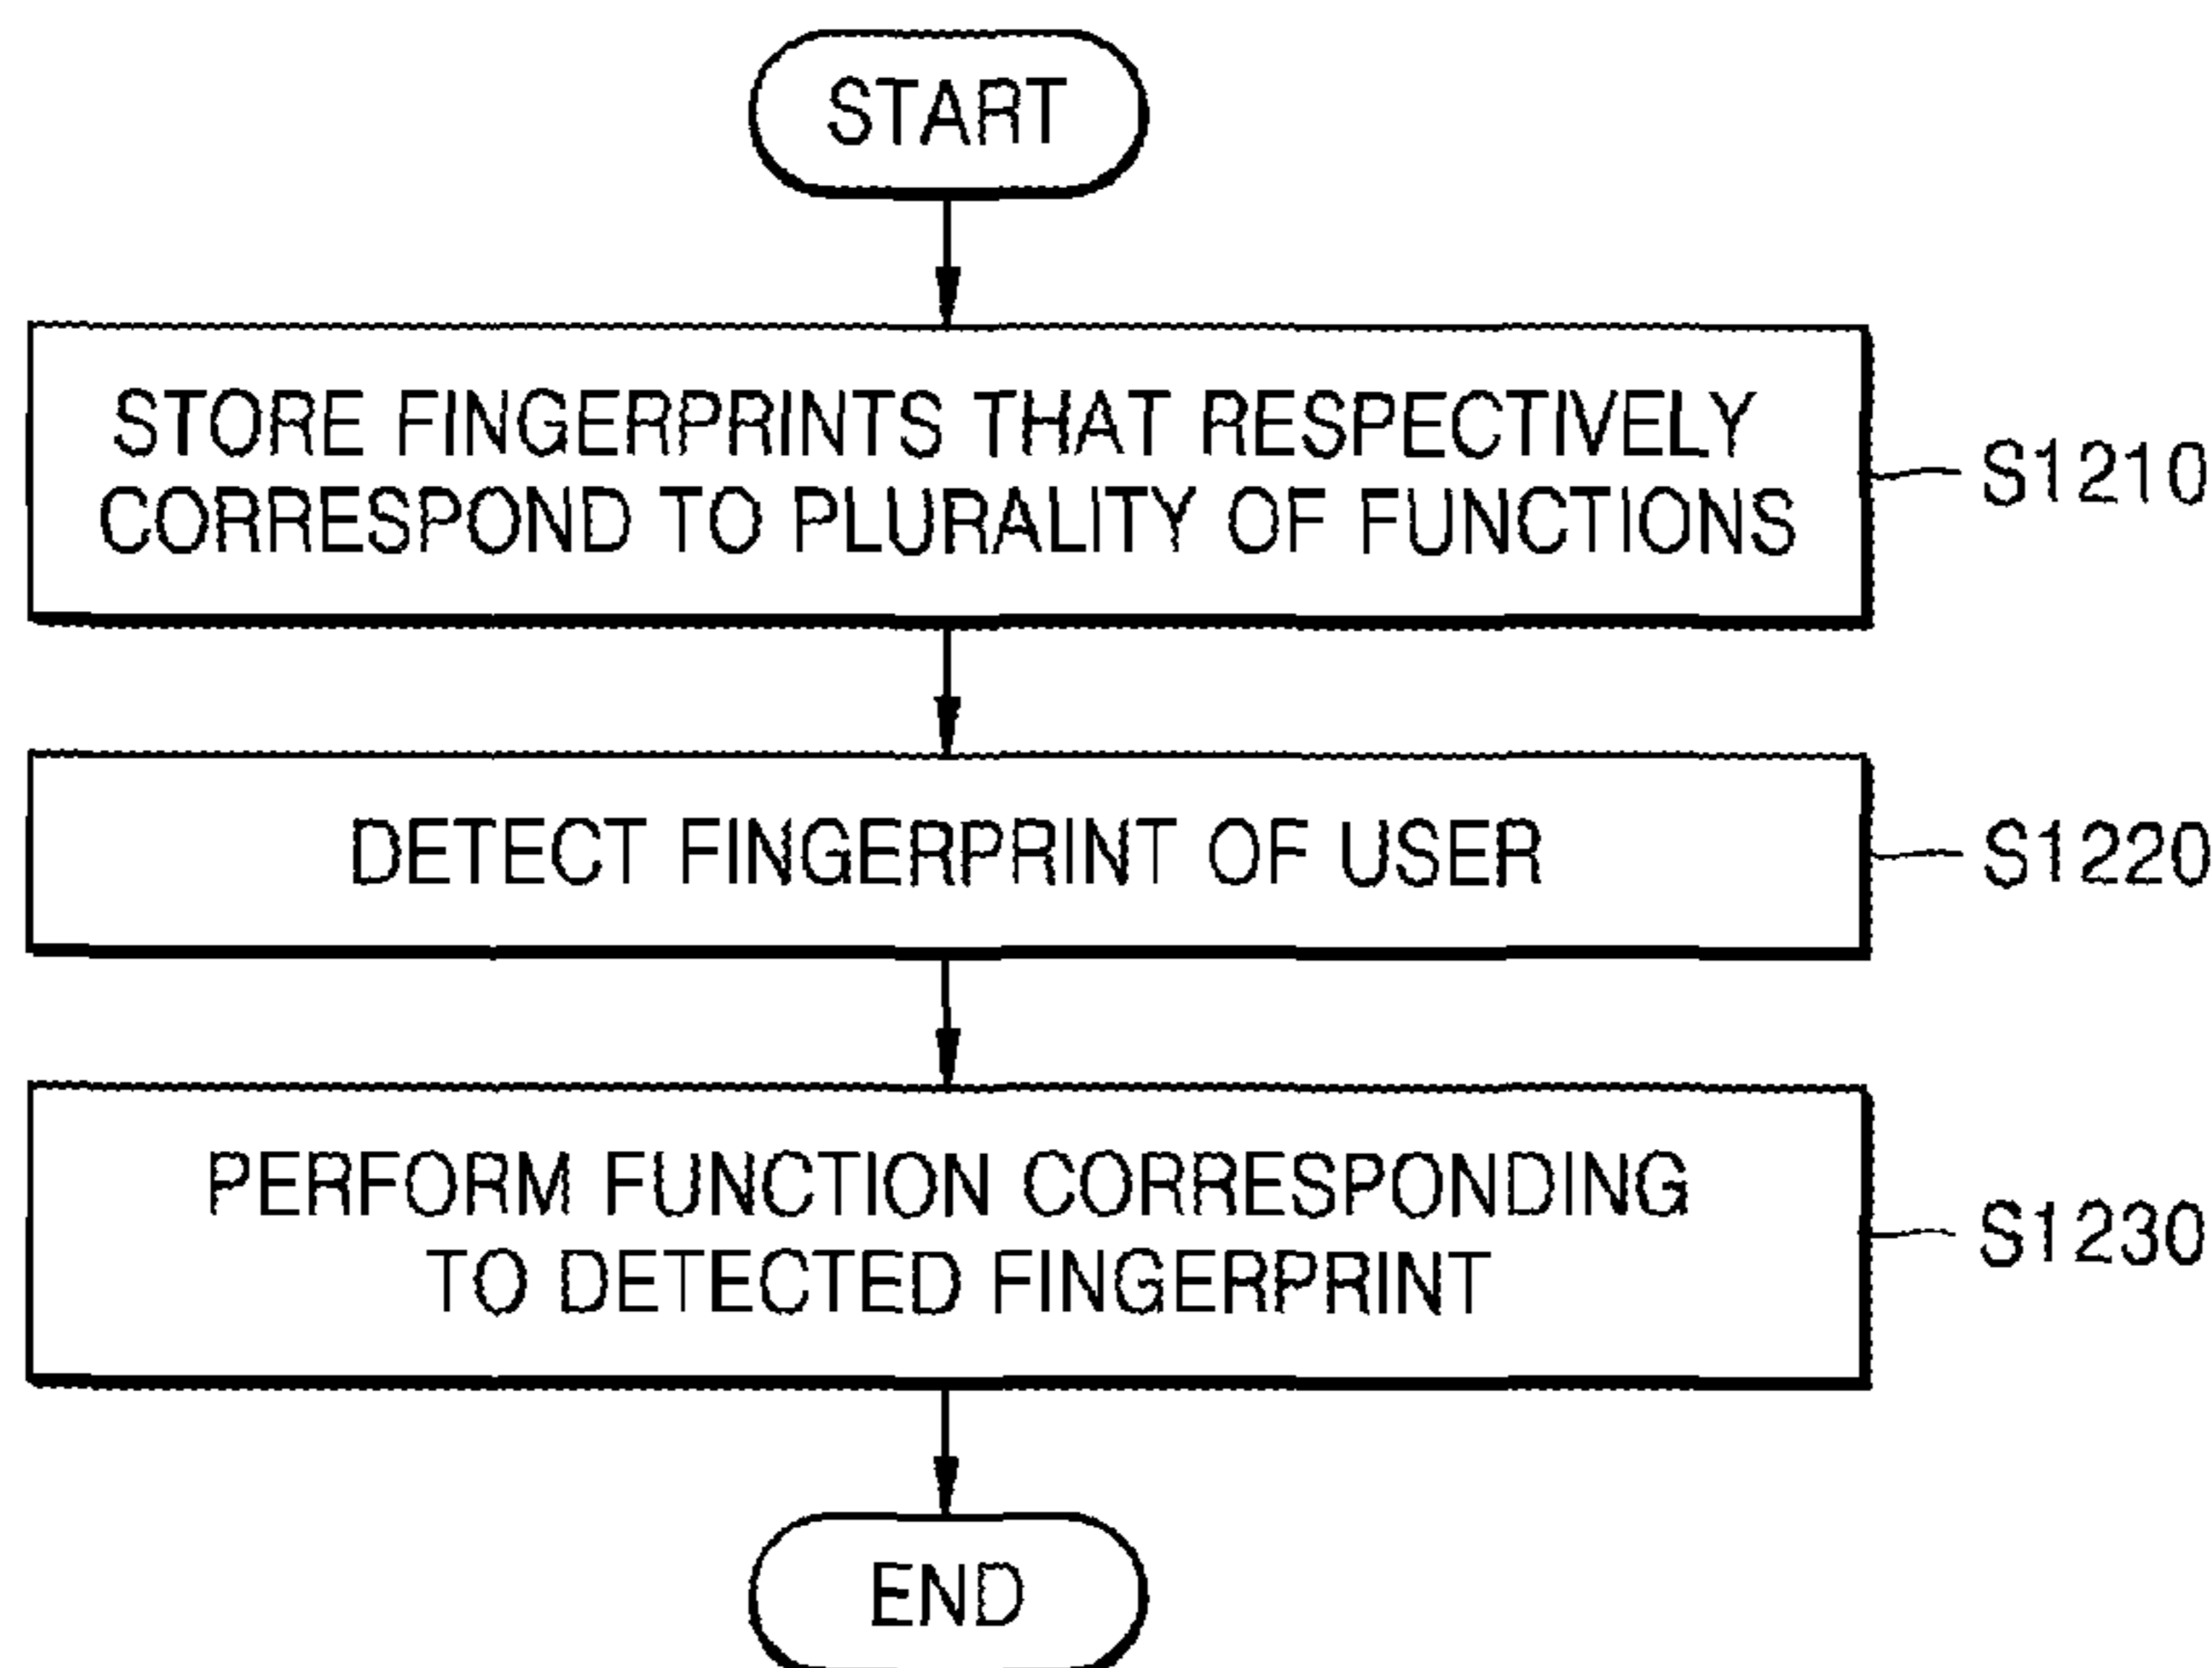 START
STORE FINGERPRINTS THAT RESPECTIVELY
CORRESPOND TO PLURALITY OF FUNCTIONS
S1210
DETECT FINGERPRINT OF USER
S1220
PERFORM FUNCTION CORRESPONDING
TO DETECTED FINGERPRINT
S1230
END